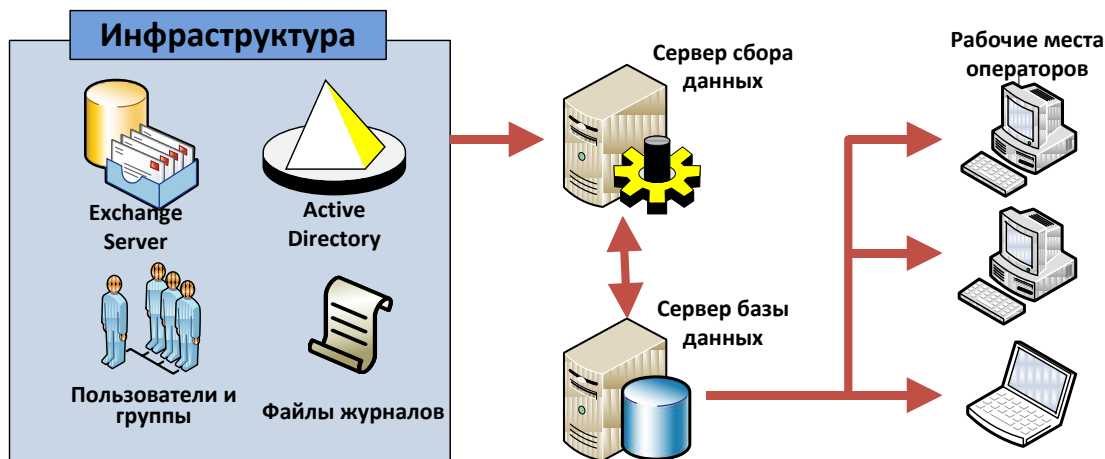 Инфраструктура
Exchange
Server
Active
Directory
Пользователи и
группы
Файлы журналов
Сервер сбора
данных
Сервер базы
данных
Рабочие места
операторов